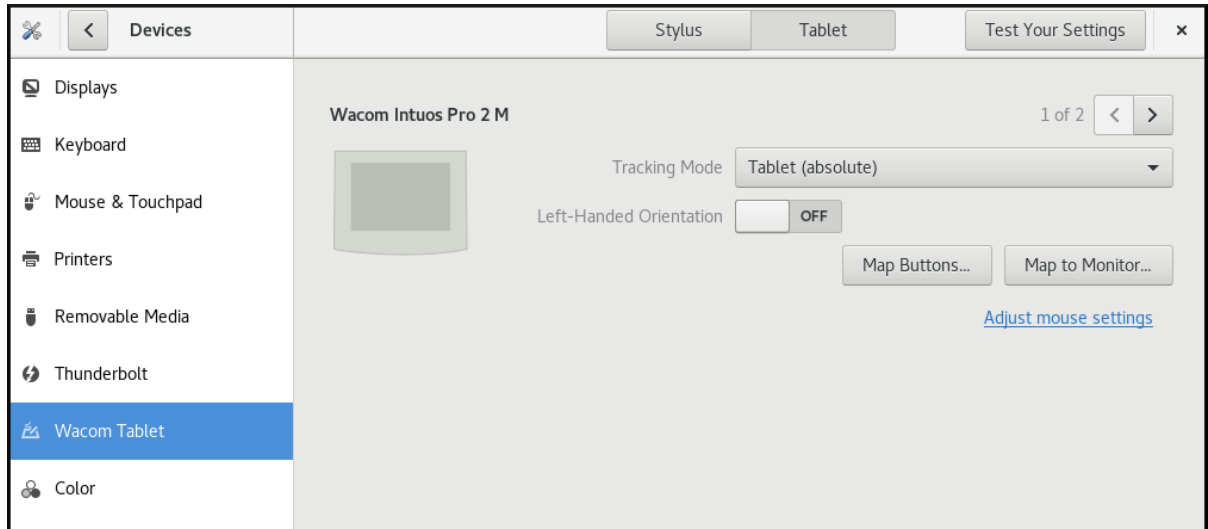 Devices
Stylus
Tablet
Test Your Settings
Displays
Keyboard
Mouse & Touchpad
Printers
Removable Media
Thunderbolt
Wacom Tablet
Color
Wacom Intuos Pro 2 M
1 of 2
Tracking Mode
Tablet (absolute)
Left-Handed Orientation
OFF
Map Buttons...
Map to Monitor...
Adjust mouse settings